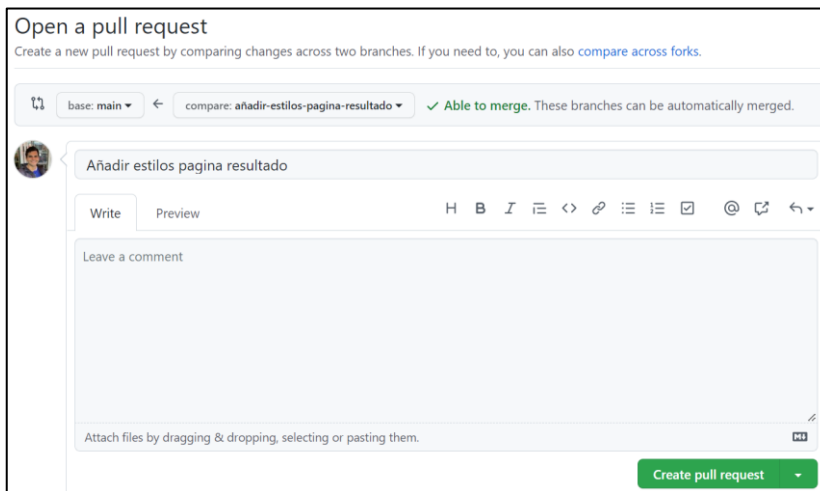 Open a pull request
Create a new pull request by comparing changes across two branches. If you need to, you can also compare across forks.
base: main
compare: añadir-estilos-pagina-resultado
Able to merge. These branches can be automatically merged.
Añadir estilos pagina resultado
Write Preview
H B I <> @
Leave a comment
Attach files by dragging & dropping, selecting or pasting them.
Create pull request